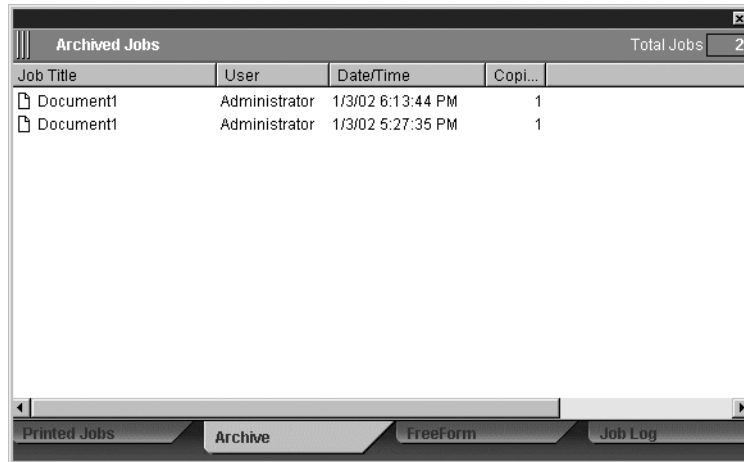 Archived Jobs Total Jobs 2
Job Title User Date/Time Copi...
Document1 Administrator 1/3/02 6:13:44 PM 1
Document1 Administrator 1/3/02 5:27:35 PM 1
Printed Jobs Archive FreeForm Job Log